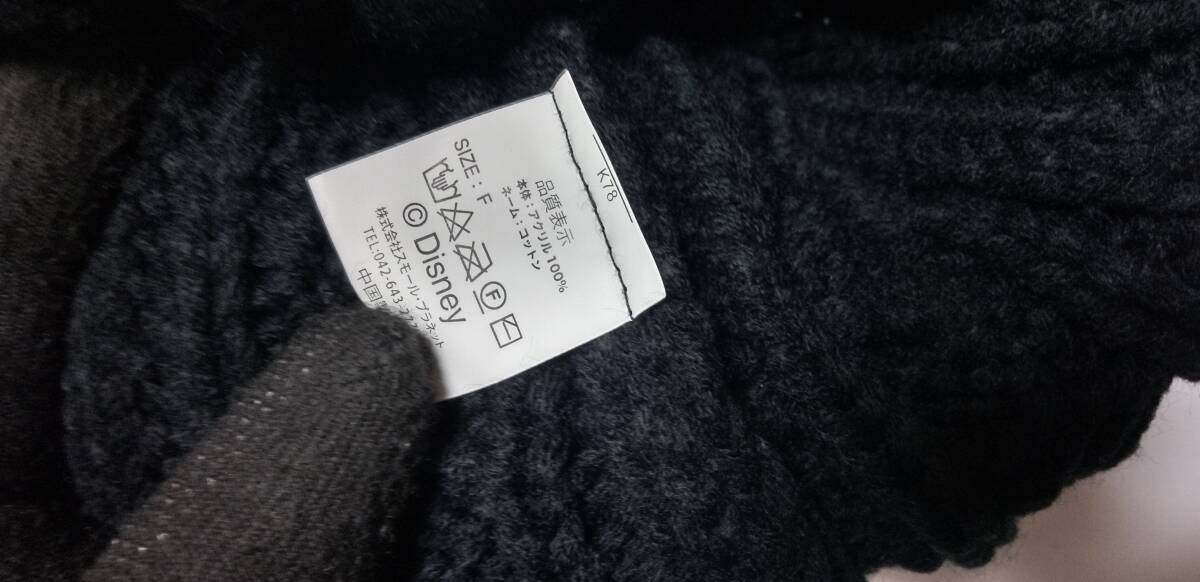 K78
品質表示
本体：アクリル100%
ネーム：コットン
SIZE：F
F
© Disney
株式会社スモール・プラネット
TEL:042-643-
中国